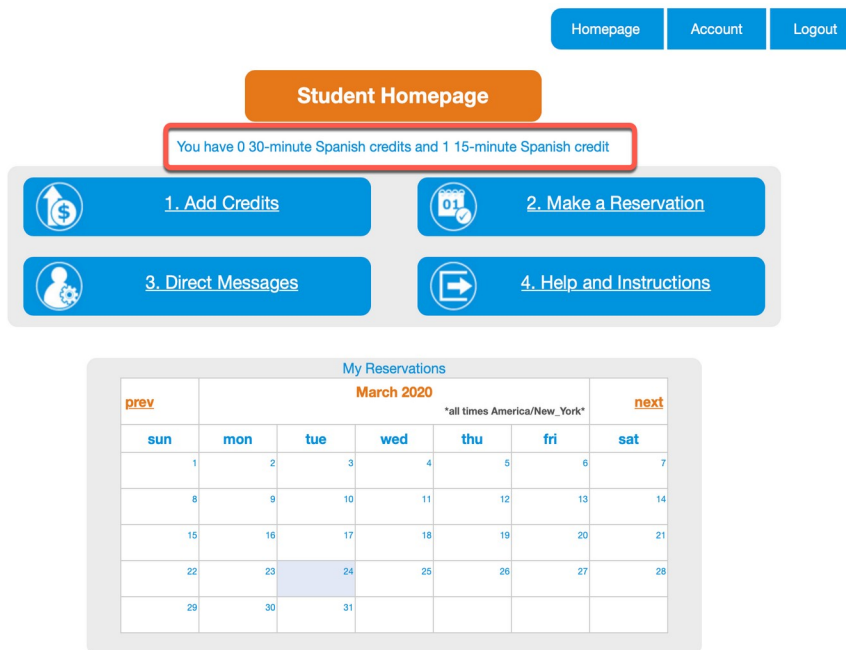 Homepage Account Logout
Student Homepage
You have 0 30-minute Spanish credits and 1 15-minute Spanish credit
$ 1. Add Credits 01 2. Make a Reservation
3. Direct Messages 4. Help and Instructions
My Reservations
prev March 2020 next
*all times America/New_York*
sun mon tue wed thu fri sat
1 2 3 4 5 6 7
8 9 10 11 12 13 14
15 16 17 18 19 20 21
22 23 24 25 26 27 28
29 30 31